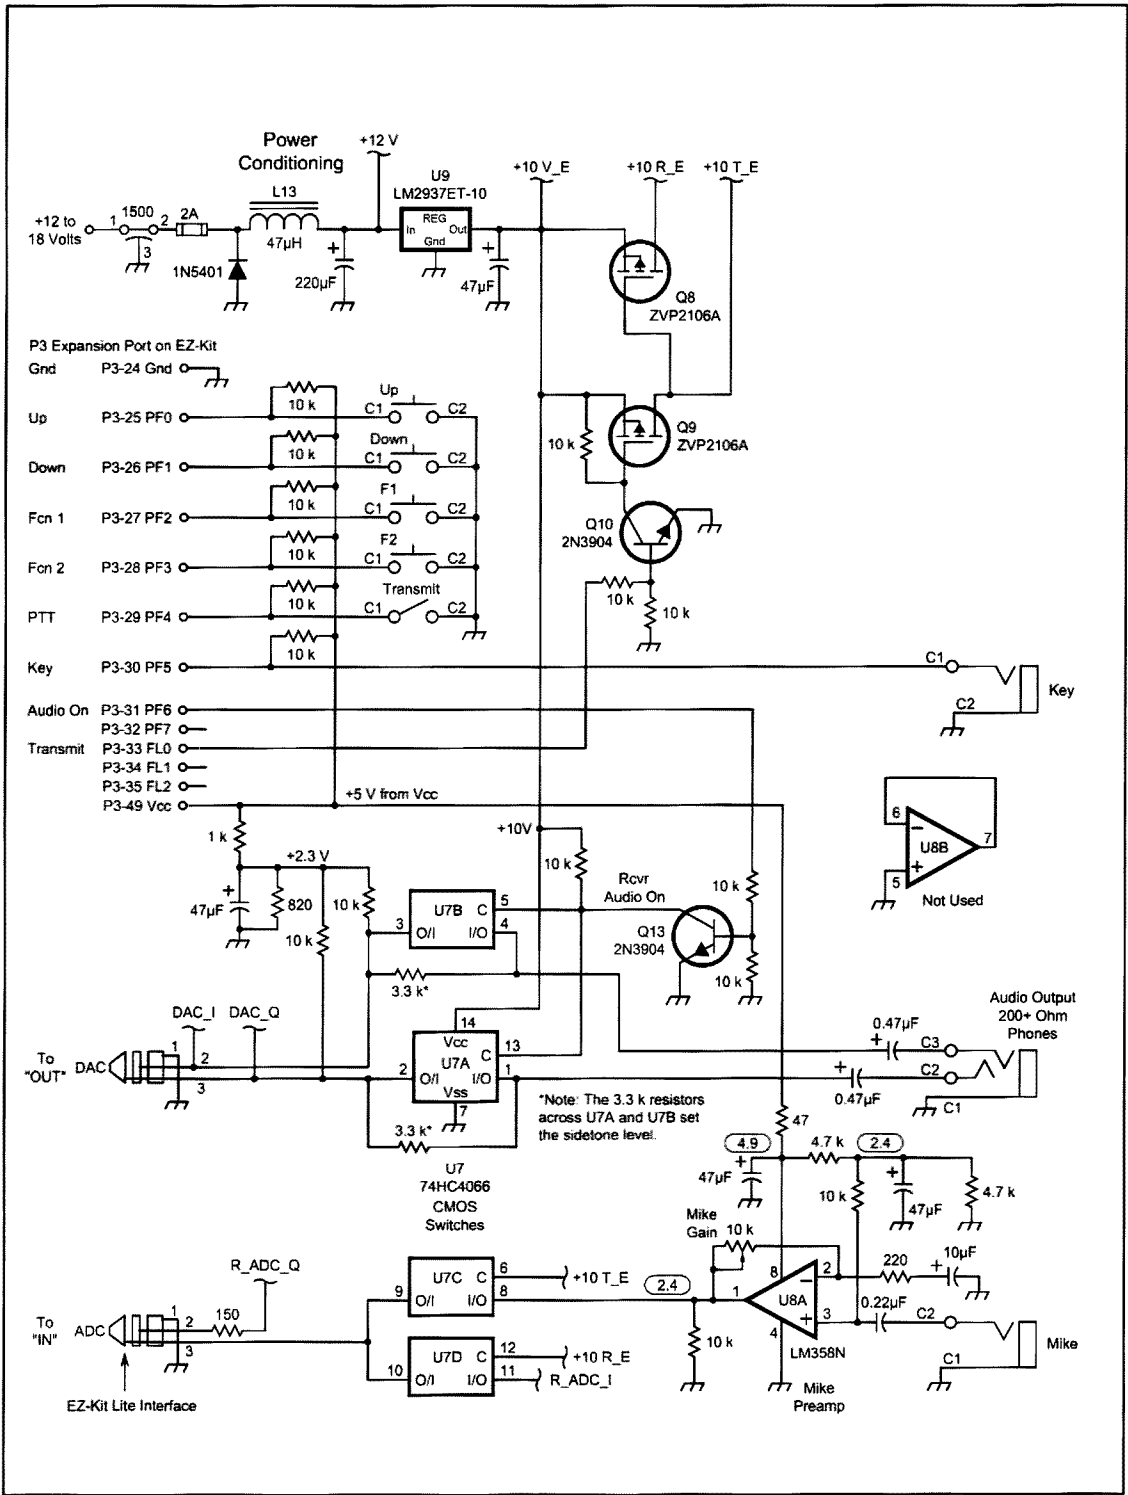 Power
Conditioning
+12 V
L13
47µH
+12 to
18 Volts
1
1500
2
3
2A
1N5401
+
220µF
U9
LM2937ET-10
REG
In
Out
Gnd
+
47µF
+10 V_E
+10 R_E
+10 T_E
Q8
ZVP2106A
P3 Expansion Port on EZ-Kit
Gnd P3-24 Gnd
10 k
Up
Up P3-25 PF0
C1
C2
10 k
Down
Down P3-26 PF1
C1
C2
10 k
F1
Fcn 1 P3-27 PF2
C1
C2
10 k
F2
Fcn 2 P3-28 PF3
C1
C2
10 k
Transmit
PTT P3-29 PF4
C1
C2
10 k
Key P3-30 PF5
10 k
Q9
ZVP2106A
Q10
2N3904
10 k
10 k
C1
C2
Key
Audio On P3-31 PF6
P3-32 PF7
Transmit P3-33 FL0
P3-34 FL1
P3-35 FL2
P3-49 Vcc
+5 V from Vcc
1 k
+2.3 V
+
47µF
820
10 k
10 k
+10V
10 k
Rcvr
Audio On
U7B C
O/I I/O
3
5
4
3.3 k*
Q13
2N3904
10 k
10 k
6
7
5
−
+
U8B
Not Used
DAC_I
DAC_Q
To
"OUT"
DAC
1
2
3
14
Vcc
U7A C
O/I I/O
Vss
2
13
1
7
3.3 k*
U7
74HC4066
CMOS
Switches
*Note: The 3.3 k resistors
across U7A and U7B set
the sidetone level.
Audio Output
200+ Ohm
Phones
0.47µF
+
C3
C2
+
0.47µF
C1
47
4.9
4.7 k
2.4
+
47µF
10 k
+
47µF
4.7 k
Mike
Gain
10 k
2.4
1
8
2
3
4
−
+
U8A
LM358N
Mike
Preamp
10 k
220
+
10µF
0.22µF
C2
C1
Mike
To
"IN"
ADC
1
2
3
150
R_ADC_Q
EZ-Kit Lite Interface
U7C C
O/I I/O
9
6
8
+10 T_E
U7D C
O/I I/O
10
12
11
+10 R_E
R_ADC_I